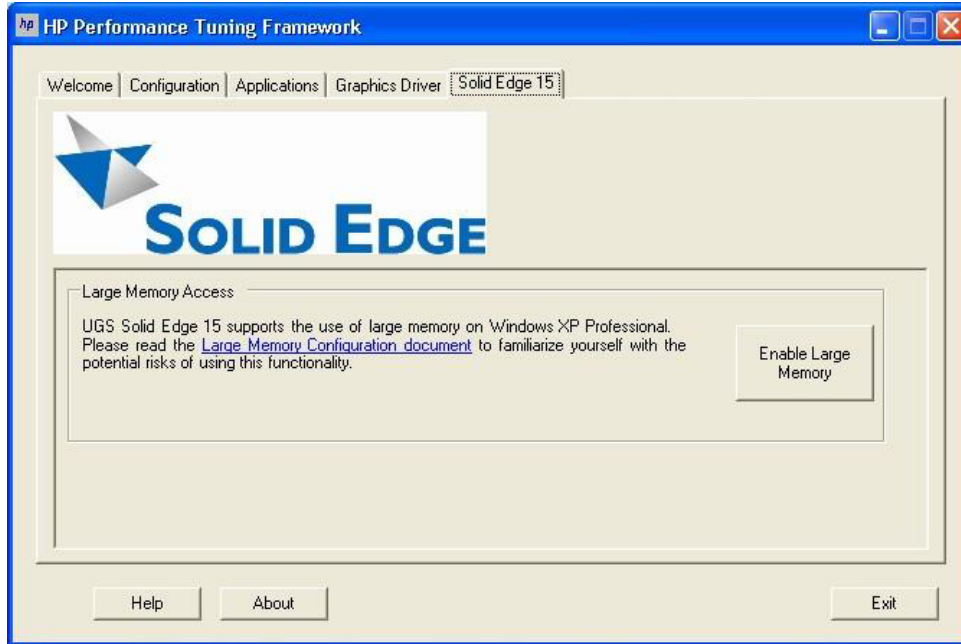 hp HP Performance Tuning Framework
Welcome Configuration Applications Graphics Driver Solid Edge 15
SOLID EDGE
Large Memory Access
UGS Solid Edge 15 supports the use of large memory on Windows XP Professional.
Please read the Large Memory Configuration document to familiarize yourself with the
potential risks of using this functionality.
Enable Large
Memory
Help About Exit